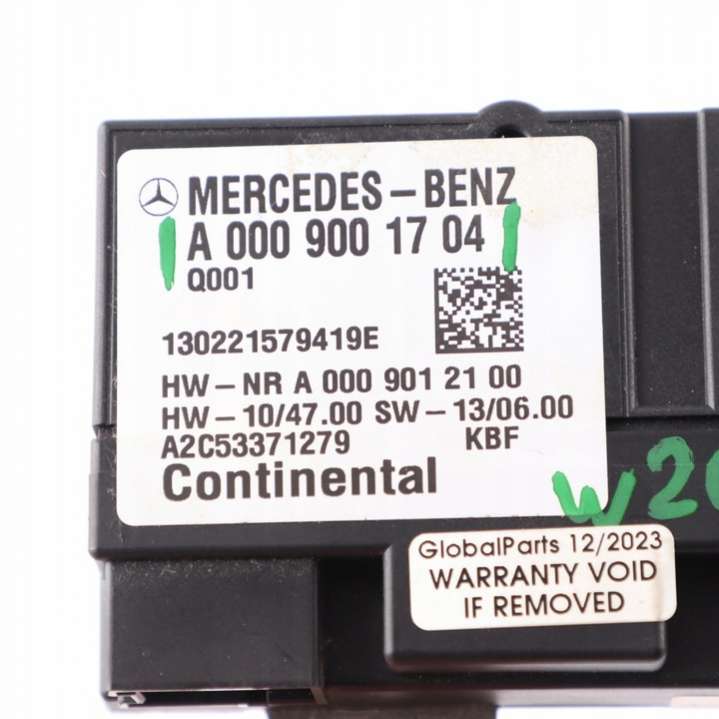 MERCEDES-BENZ
A 000 900 17 04
Q001
130221579419E
HW-NR A 000 901 21 00
HW-10/47.00 SW-13/06.00
A2C53371279 KBF
Continental
GlobalParts 12/2023
WARRANTY VOID
IF REMOVED